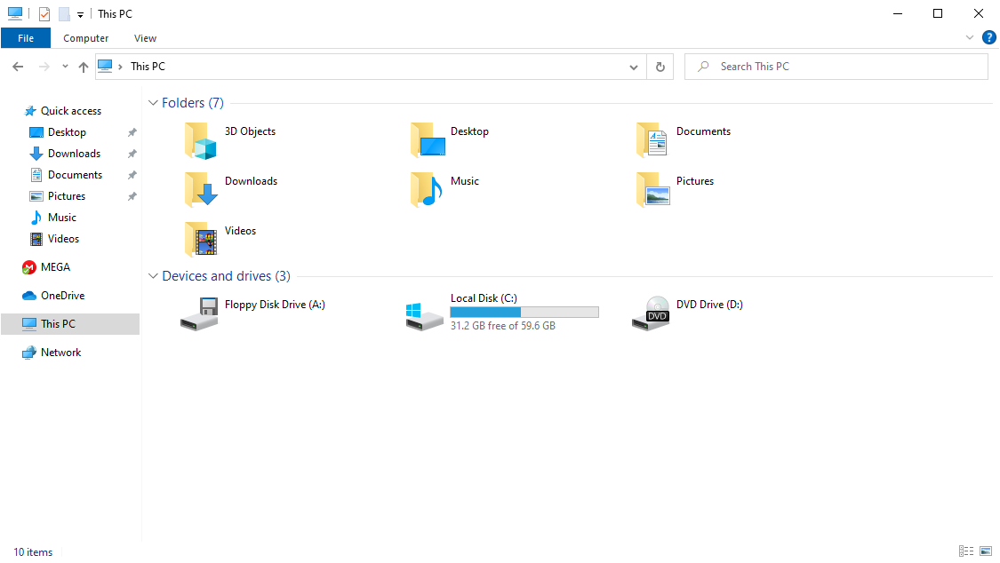 This PC
File Computer View ?
This PC Search This PC
Quick access
Desktop
Downloads
Documents
Pictures
Music
Videos
MEGA
OneDrive
This PC
Network
Folders (7)
3D Objects Desktop Documents
Downloads Music Pictures
Videos
Devices and drives (3)
Floppy Disk Drive (A:)
Local Disk (C:)
31.2 GB free of 59.6 GB
DVD
DVD Drive (D:)
10 items